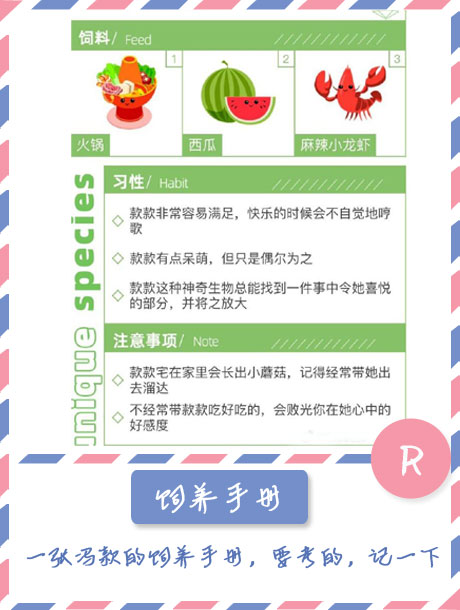 饲料/ Feed
1
2
3
火锅
西瓜
麻辣小龙虾
unique species
习性/ Habit
款款非常容易满足，快乐的时候会不自觉地哼
歌
款款有点呆萌，但只是偶尔为之
款款这种神奇生物总能找到一件事中令她喜悦
的部分，并将之放大
注意事项/ Note
款款宅在家里会长出小蘑菇，记得经常带她出
去溜达
不经常带款款吃好吃的，会败光你在她心中的
好感度
R
饲养手册
一张冯款的饲养手册，要考的，记一下